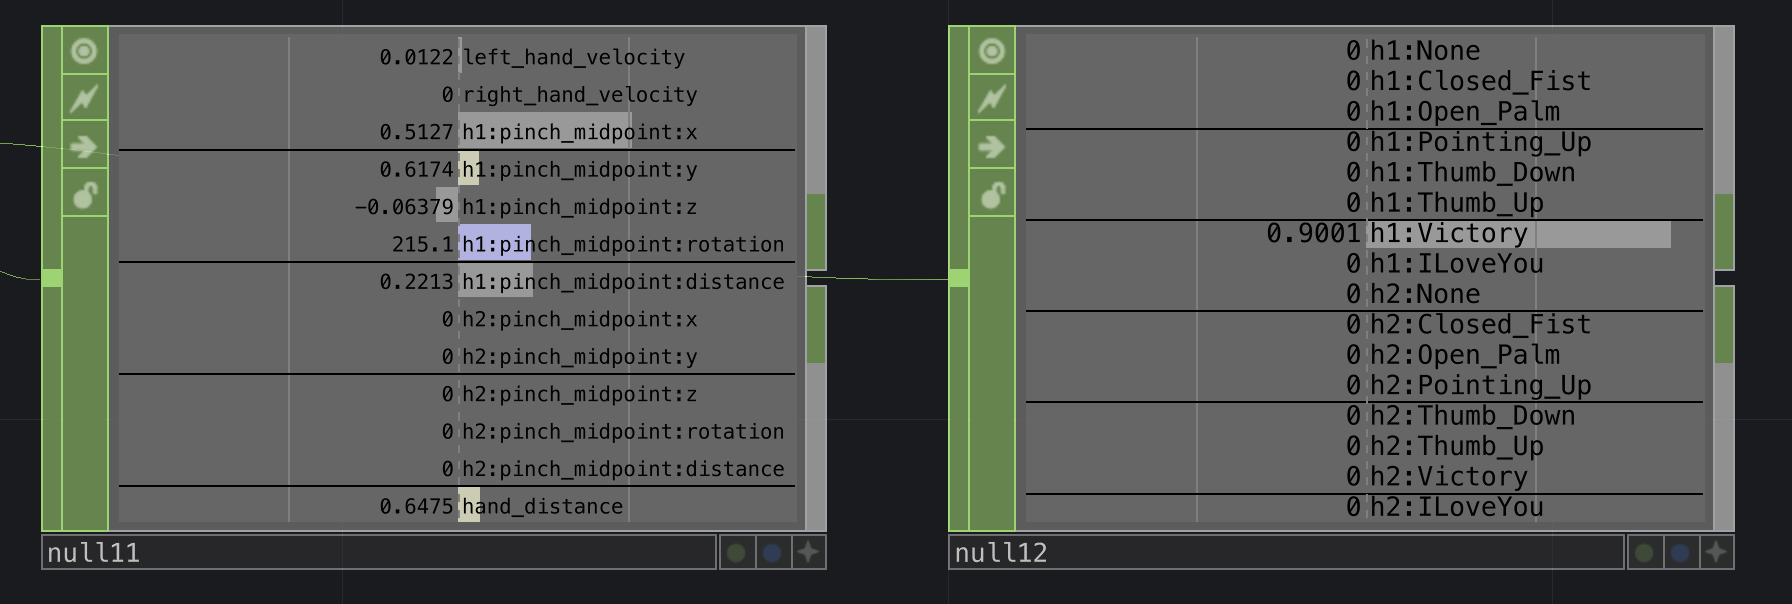 0.0122 left_hand_velocity
0 right_hand_velocity
0.5127 h1:pinch_midpoint:x
0.6174 h1:pinch_midpoint:y
−0.06379 h1:pinch_midpoint:z
215.1 h1:pinch_midpoint:rotation
0.2213 h1:pinch_midpoint:distance
0 h2:pinch_midpoint:x
0 h2:pinch_midpoint:y
0 h2:pinch_midpoint:z
0 h2:pinch_midpoint:rotation
0 h2:pinch_midpoint:distance
0.6475 hand_distance
null11
0 h1:None
0 h1:Closed_Fist
0 h1:Open_Palm
0 h1:Pointing_Up
0 h1:Thumb_Down
0 h1:Thumb_Up
0.9001 h1:Victory
0 h1:ILoveYou
0 h2:None
0 h2:Closed_Fist
0 h2:Open_Palm
0 h2:Pointing_Up
0 h2:Thumb_Down
0 h2:Thumb_Up
0 h2:Victory
0 h2:ILoveYou
null12